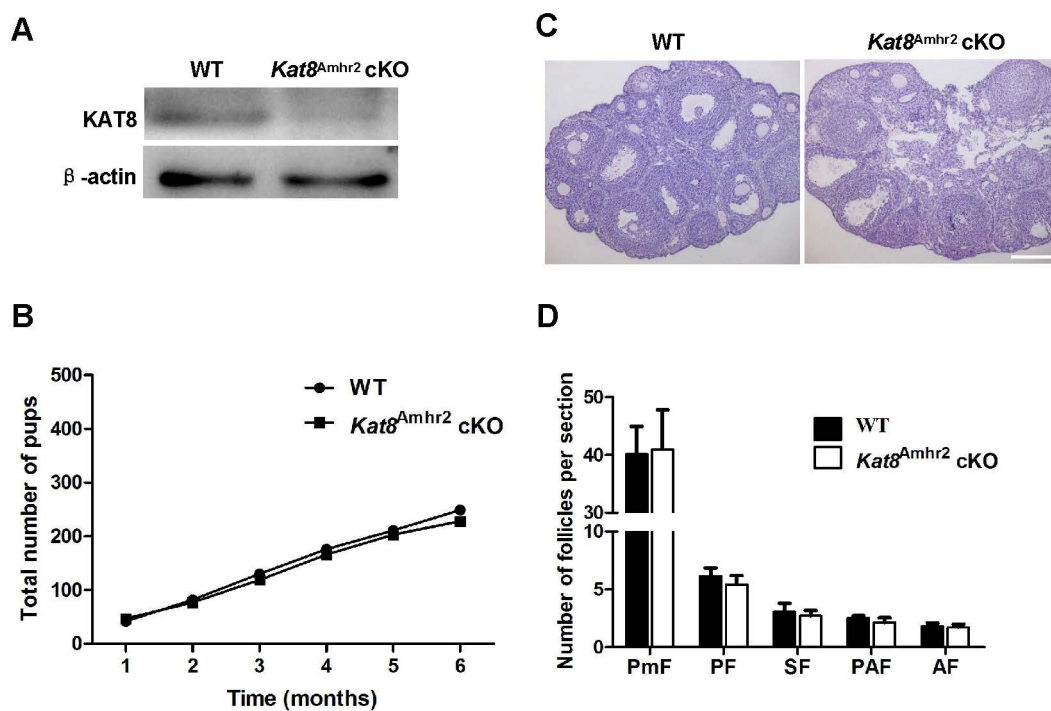 A
WT Kat8Amhr2 cKO
KAT8
β-actin
B
Total number of pups
500
400
300
200
100
0
WT
Kat8Amhr2 cKO
1 2 3 4 5 6
Time (months)
C
WT Kat8Amhr2 cKO
D
Number of follicles per section
50
40
30
10
5
0
WT
Kat8Amhr2 cKO
PmF PF SF PAF AF